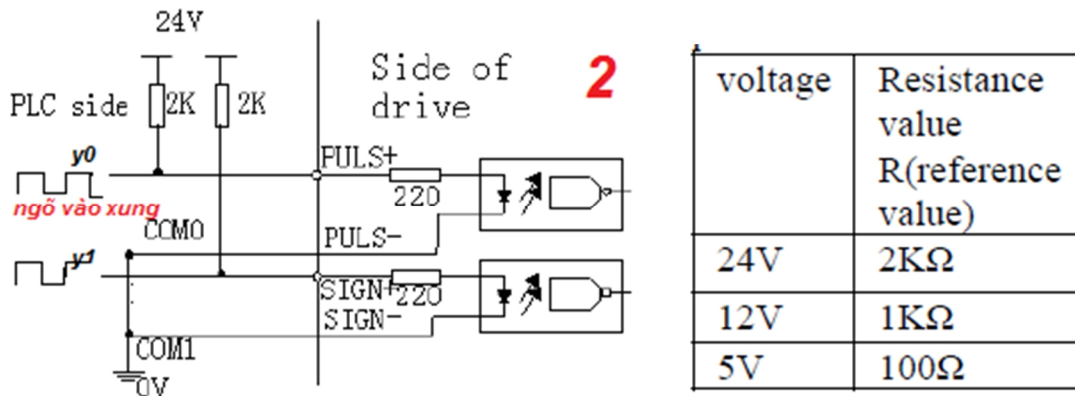 24V
Side of
drive
2
PLC side
2K
2K
y0
PULS+
220
ngõ vào xung
COM0
PULS-
y1
SIGN+
220
SIGN-
COM1
0V
voltage
Resistance
value
R(reference
value)
24V
2KΩ
12V
1KΩ
5V
100Ω